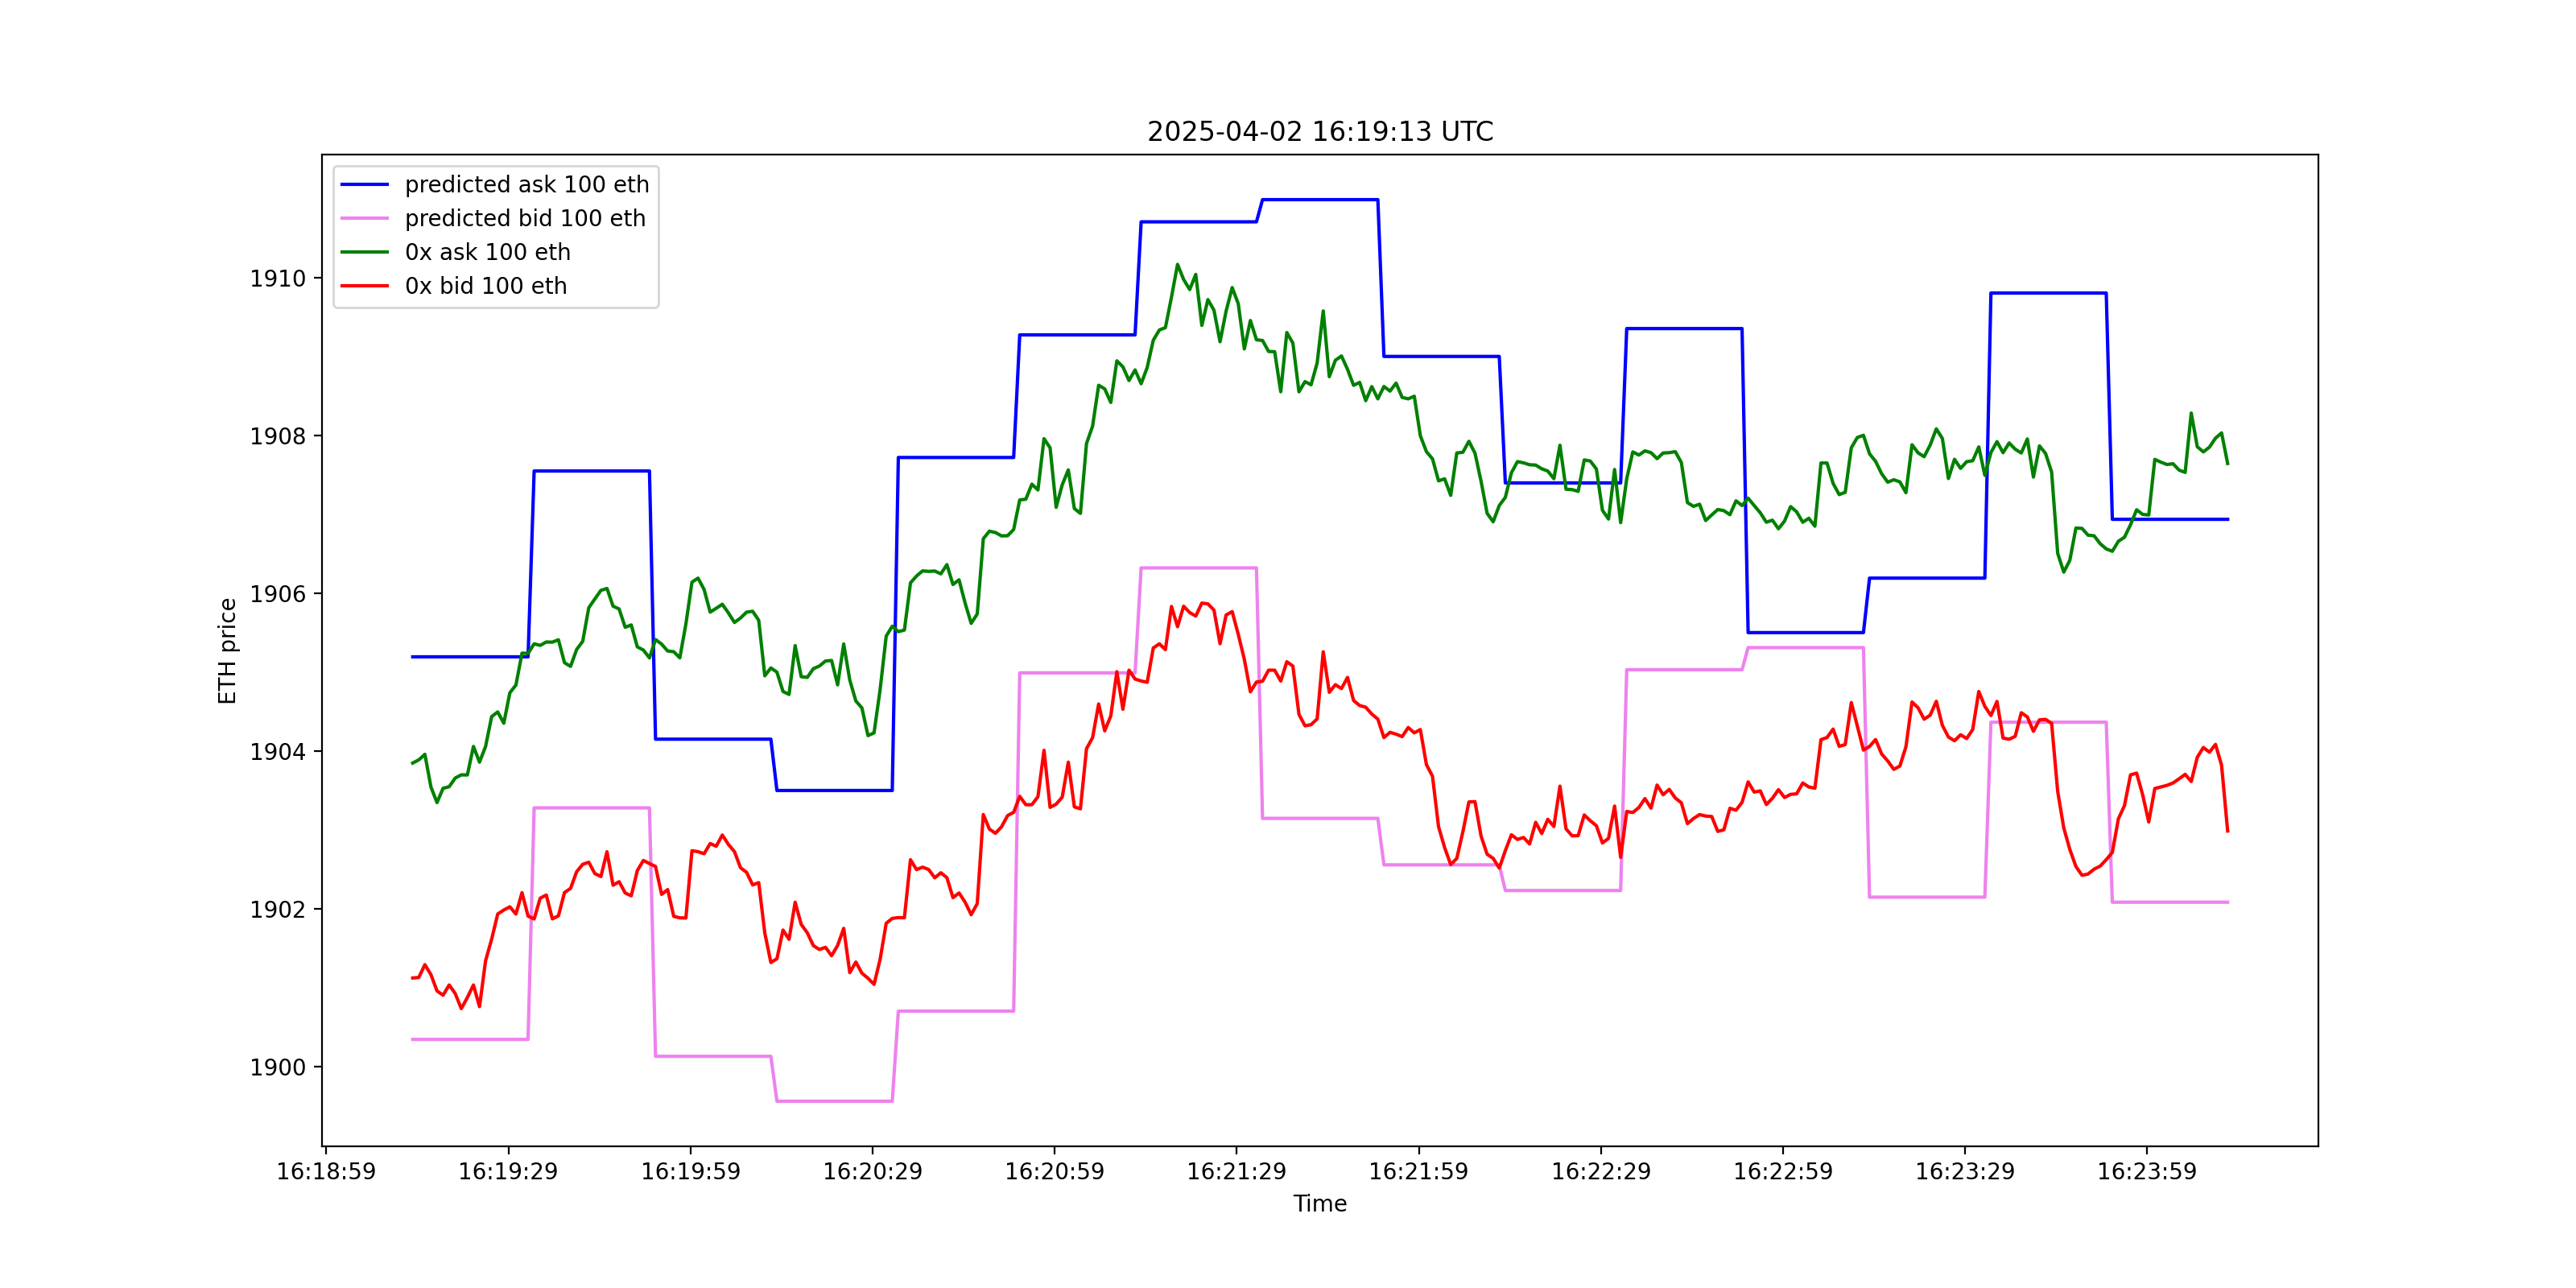 2025-04-02 16:19:13 UTC
predicted ask 100 eth
predicted bid 100 eth
0x ask 100 eth
0x bid 100 eth
1910
1908
1906
1904
1902
1900
ETH price
16:18:59 16:19:29 16:19:59 16:20:29 16:20:59 16:21:29 16:21:59 16:22:29 16:22:59 16:23:29 16:23:59
Time